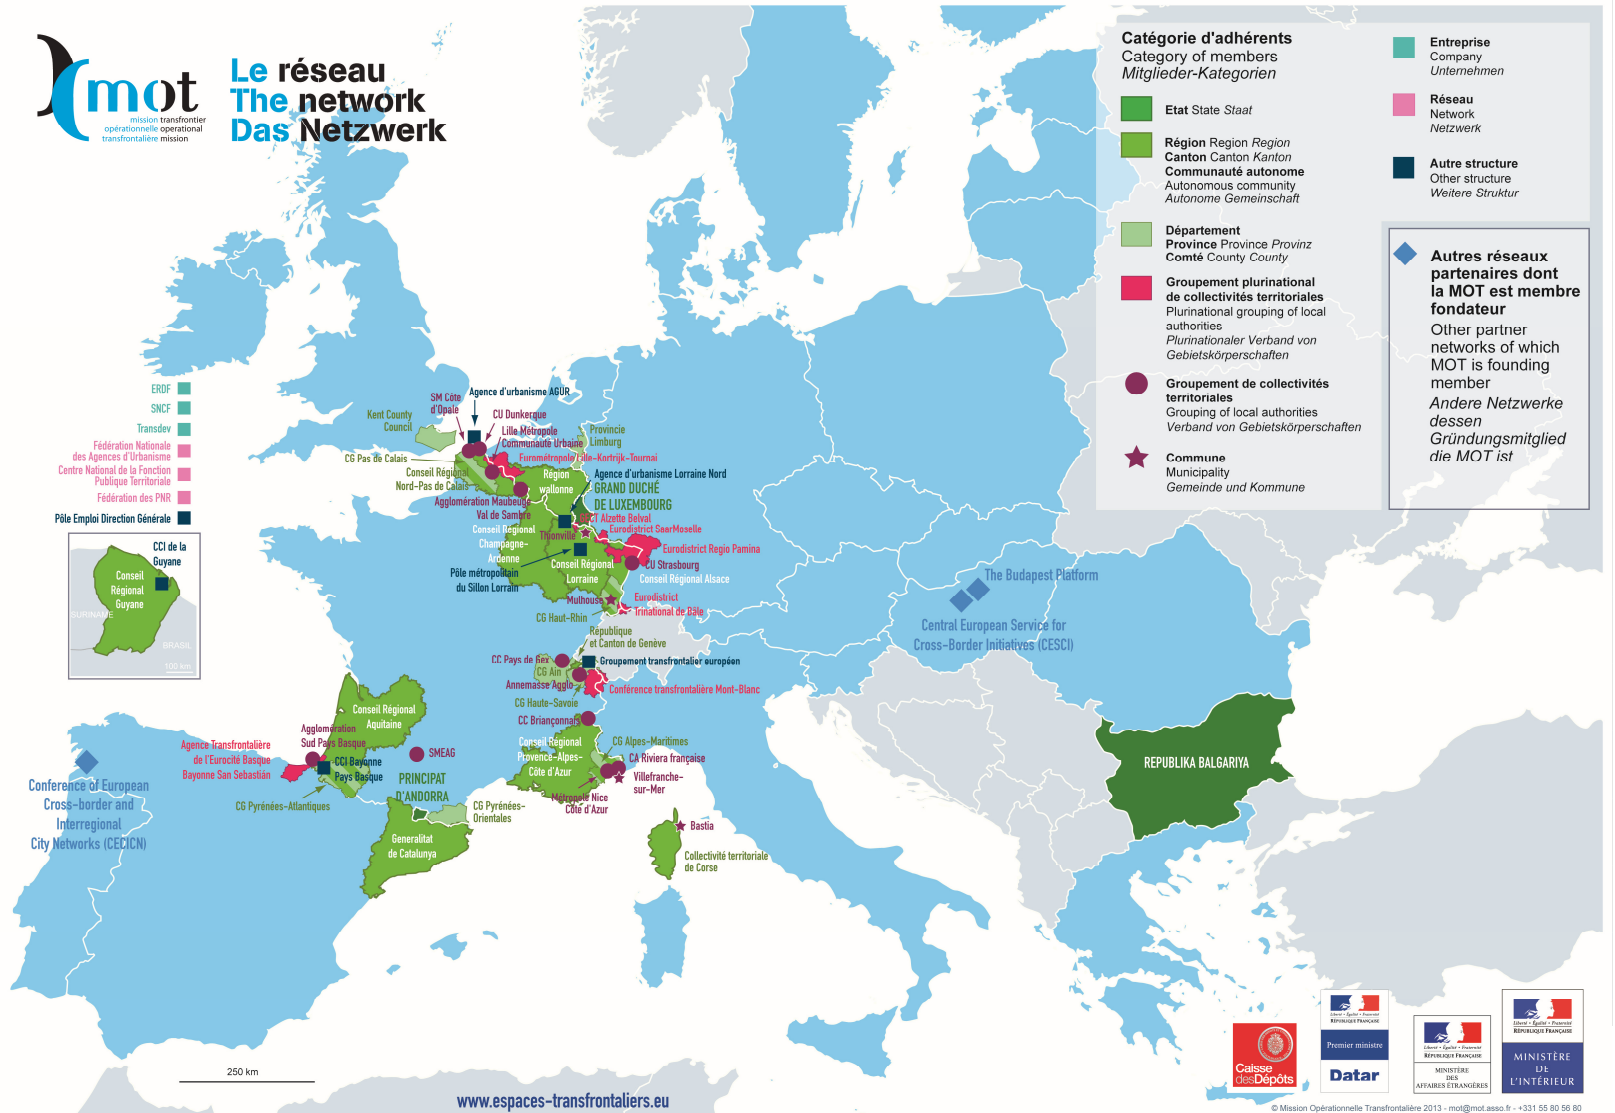 mot
mission transfrontier
opérationnelle operational
transfrontalière mission
Le réseau
The network
Das Netzwerk
Catégorie d'adhérents
Category of members
Mitglieder-Kategorien
Etat State Staat
Région Region Region
Canton Canton Kanton
Communauté autonome
Autonomous community
Autonome Gemeinschaft
Département
Province Province Provinz
Comté County County
Groupement plurinational
de collectivités territoriales
Plurinational grouping of local
authorities
Plurinationaler Verband von
Gebietskörperschaften
Groupement de collectivités
territoriales
Grouping of local authorities
Verband von Gebietskörperschaften
Commune
Municipality
Gemeinde und Kommune
Entreprise
Company
Unternehmen
Réseau
Network
Netzwerk
Autre structure
Other structure
Weitere Struktur
Autres réseaux
partenaires dont
la MOT est membre
fondateur
Other partner
networks of which
MOT is founding
member
Andere Netzwerke
dessen
Gründungsmitglied
die MOT ist
ERDF
SNCF
Transdev
Fédération Nationale
des Agences d'Urbanisme
Centre National de la Fonction
Publique Territoriale
Fédération des PNR
Pôle Emploi Direction Générale
CCI de la
Guyane
Conseil
Régional
Guyane
SURINAME
BRASIL
100 km
SM Côte
d'Opale
Agence d'urbanisme AGUR
Kent County
Council
CU Dunkerque
Lille Métropole
Communauté Urbaine
Provincie
Limburg
CG Pas de Calais
Eurométropole Lille-Kortrijk-Tournai
Conseil Régional
Nord-Pas de Calais
Région
wallonne
Agence d'urbanisme Lorraine Nord
GRAND DUCHÉ
DE LUXEMBOURG
Agglomération Maubeuge
Val de Sambre
GECT Alzette Belval
Conseil Régional
Champagne-
Ardenne
Thionville
Eurodistrict SaarMoselle
Eurodistrict Regio Pamina
CU Strasbourg
Pôle métropolitain
du Sillon Lorrain
Conseil Régional
Lorraine
Conseil Régional Alsace
Mulhouse
Eurodistrict
Trinational de Bâle
CG Haut-Rhin
République
et Canton de Genève
CC Pays de Gex
Groupement transfrontalier européen
CG Ain
Annemasse Agglo
Conférence transfrontalière Mont-Blanc
CG Haute-Savoie
CC Briançonnais
Conseil Régional
Provence-Alpes-
Côte d'Azur
CG Alpes-Maritimes
CA Riviera française
Villefranche-
sur-Mer
Métropole Nice
Côte d'Azur
Bastia
Collectivité territoriale
de Corse
Conseil Régional
Aquitaine
Agglomération
Sud Pays Basque
SMEAG
Agence Transfrontalière
de l'Eurocité Basque
Bayonne San Sebastián
CCI Bayonne
Pays Basque
CG Pyrénées-Atlantiques
PRINCIPAT
D'ANDORRA
CG Pyrénées-
Orientales
Generalitat
de Catalunya
Conference of European
Cross-border and
Interregional
City Networks (CECICN)
The Budapest Platform
Central European Service for
Cross-Border Initiatives (CESCI)
REPUBLIKA BALGARIYA
250 km
www.espaces-transfrontaliers.eu
Caisse
desDépôts
Liberté • Égalité • Fraternité
RÉPUBLIQUE FRANÇAISE
Premier ministre
Datar
Liberté • Égalité • Fraternité
RÉPUBLIQUE FRANÇAISE
MINISTÈRE
DES
AFFAIRES ÉTRANGÈRES
Liberté • Égalité • Fraternité
RÉPUBLIQUE FRANÇAISE
MINISTÈRE
DE
L'INTÉRIEUR
© Mission Opérationnelle Transfrontalière 2013 - mot@mot.asso.fr - +331 55 80 56 80